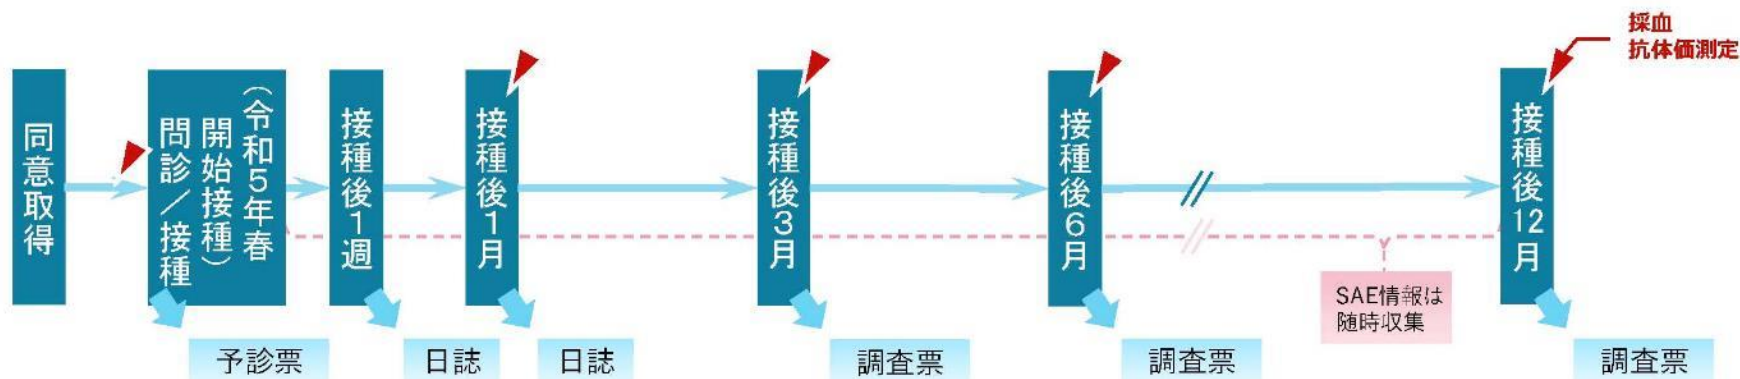 採血
抗体価測定
同意取得
（令和5年春
開始接種）
問診／接種
接種後1週
接種後1月
接種後3月
接種後6月
接種後12月
SAE情報は
随時収集
予診票
日誌
日誌
調査票
調査票
調査票